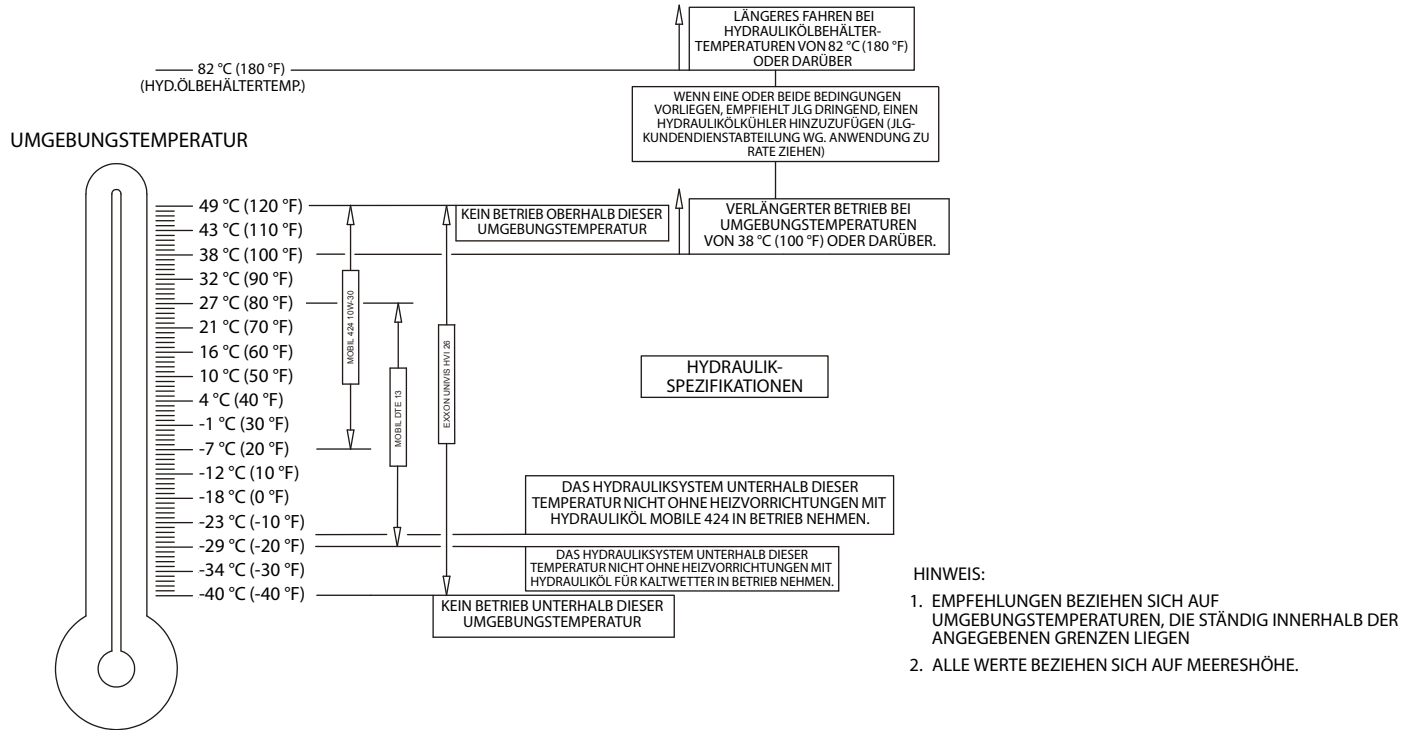 LÄNGERES FAHREN BEI
HYDRAULIKÖLBEHÄLTER-
TEMPERATUREN VON 82 °C (180 °F)
ODER DARÜBER
82 °C (180 °F)
(HYD.ÖLBEHÄLTERTEMP.)
WENN EINE ODER BEIDE BEDINGUNGEN
VORLIEGEN, EMPFIEHLT JLG DRINGEND, EINEN
HYDRAULIKÖLKÜHLER HINZUZUFÜGEN (JLG-
KUNDENDIENSTABTEILUNG WG. ANWENDUNG ZU
RATE ZIEHEN)
UMGEBUNGSTEMPERATUR
49 °C (120 °F)
43 °C (110 °F)
38 °C (100 °F)
32 °C (90 °F)
27 °C (80 °F)
21 °C (70 °F)
16 °C (60 °F)
10 °C (50 °F)
4 °C (40 °F)
-1 °C (30 °F)
-7 °C (20 °F)
-12 °C (10 °F)
-18 °C (0 °F)
-23 °C (-10 °F)
-29 °C (-20 °F)
-34 °C (-30 °F)
-40 °C (-40 °F)
MOBIL 424 10W-30
MOBIL DTE 13
EXXON UNIVIS HVI 26
KEIN BETRIEB OBERHALB DIESER
UMGEBUNGSTEMPERATUR
VERLÄNGERTER BETRIEB BEI
UMGEBUNGSTEMPERATUREN
VON 38 °C (100 °F) ODER DARÜBER.
HYDRAULIK-
SPEZIFIKATIONEN
DAS HYDRAULIKSYSTEM UNTERHALB DIESER
TEMPERATUR NICHT OHNE HEIZVORRICHTUNGEN MIT
HYDRAULIKÖL MOBILE 424 IN BETRIEB NEHMEN.
DAS HYDRAULIKSYSTEM UNTERHALB DIESER
TEMPERATUR NICHT OHNE HEIZVORRICHTUNGEN MIT
HYDRAULIKÖL FÜR KALTWETTER IN BETRIEB NEHMEN.
KEIN BETRIEB UNTERHALB DIESER
UMGEBUNGSTEMPERATUR
HINWEIS:
1. EMPFEHLUNGEN BEZIEHEN SICH AUF
UMGEBUNGSTEMPERATUREN, DIE STÄNDIG INNERHALB DER
ANGEGEBENEN GRENZEN LIEGEN
2. ALLE WERTE BEZIEHEN SICH AUF MEERESHÖHE.